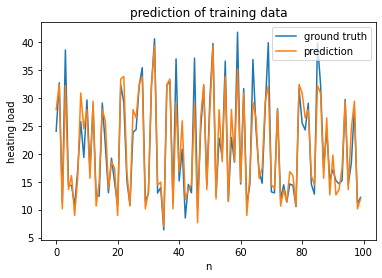 prediction of training data
ground truth
prediction
heating load
40
35
30
25
20
15
10
5
0 20 40 60 80 100
n